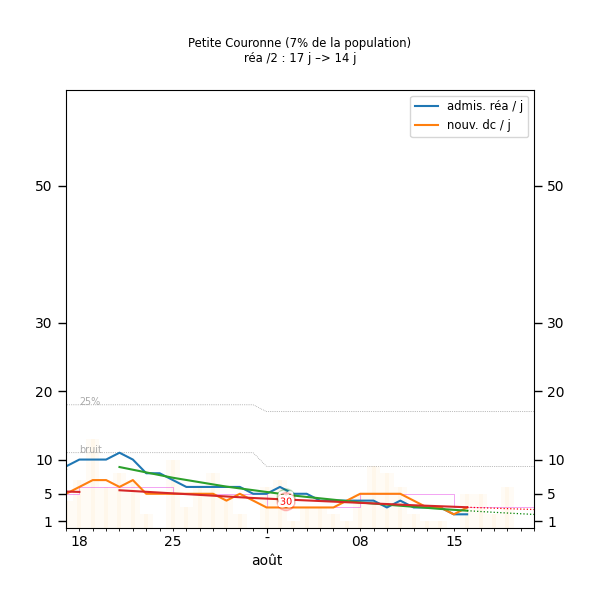 Petite Couronne (7% de la population)
réa /2 : 17 j –> 14 j
admis. réa / j
nouv. dc / j
50 50
30 30
20 20
25%
bruit
10 10
5 5
30
1 1
18 25 - 08 15
août